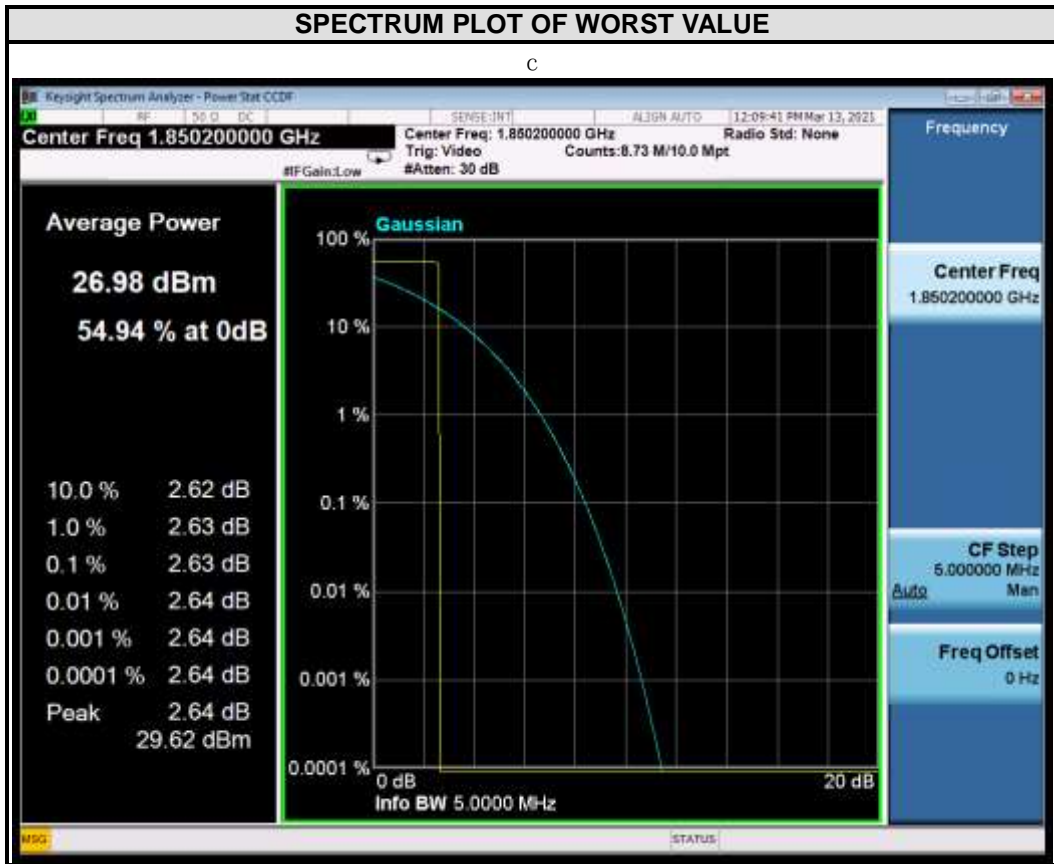 SPECTRUM PLOT OF WORST VALUE
c
Keysight Spectrum Analyzer - Power Stat CCDF
RF 50 Ω DC SENSE:INT ALIGN AUTO 12:09:41 PM Mar 13, 2021
Center Freq 1.850200000 GHz
Center Freq: 1.850200000 GHz Radio Std: None
Trig: Video Counts:8.73 M/10.0 Mpt
#IFGain:Low #Atten: 30 dB
Frequency
Average Power
26.98 dBm
54.94 % at 0dB
10.0 % 2.62 dB
1.0 % 2.63 dB
0.1 % 2.63 dB
0.01 % 2.64 dB
0.001 % 2.64 dB
0.0001 % 2.64 dB
Peak 2.64 dB
29.62 dBm
Gaussian
100 %
10 %
1 %
0.1 %
0.01 %
0.001 %
0.0001 %
0 dB 20 dB
Info BW 5.0000 MHz
Center Freq
1.850200000 GHz
CF Step
5.000000 MHz
Auto Man
Freq Offset
0 Hz
MSG STATUS